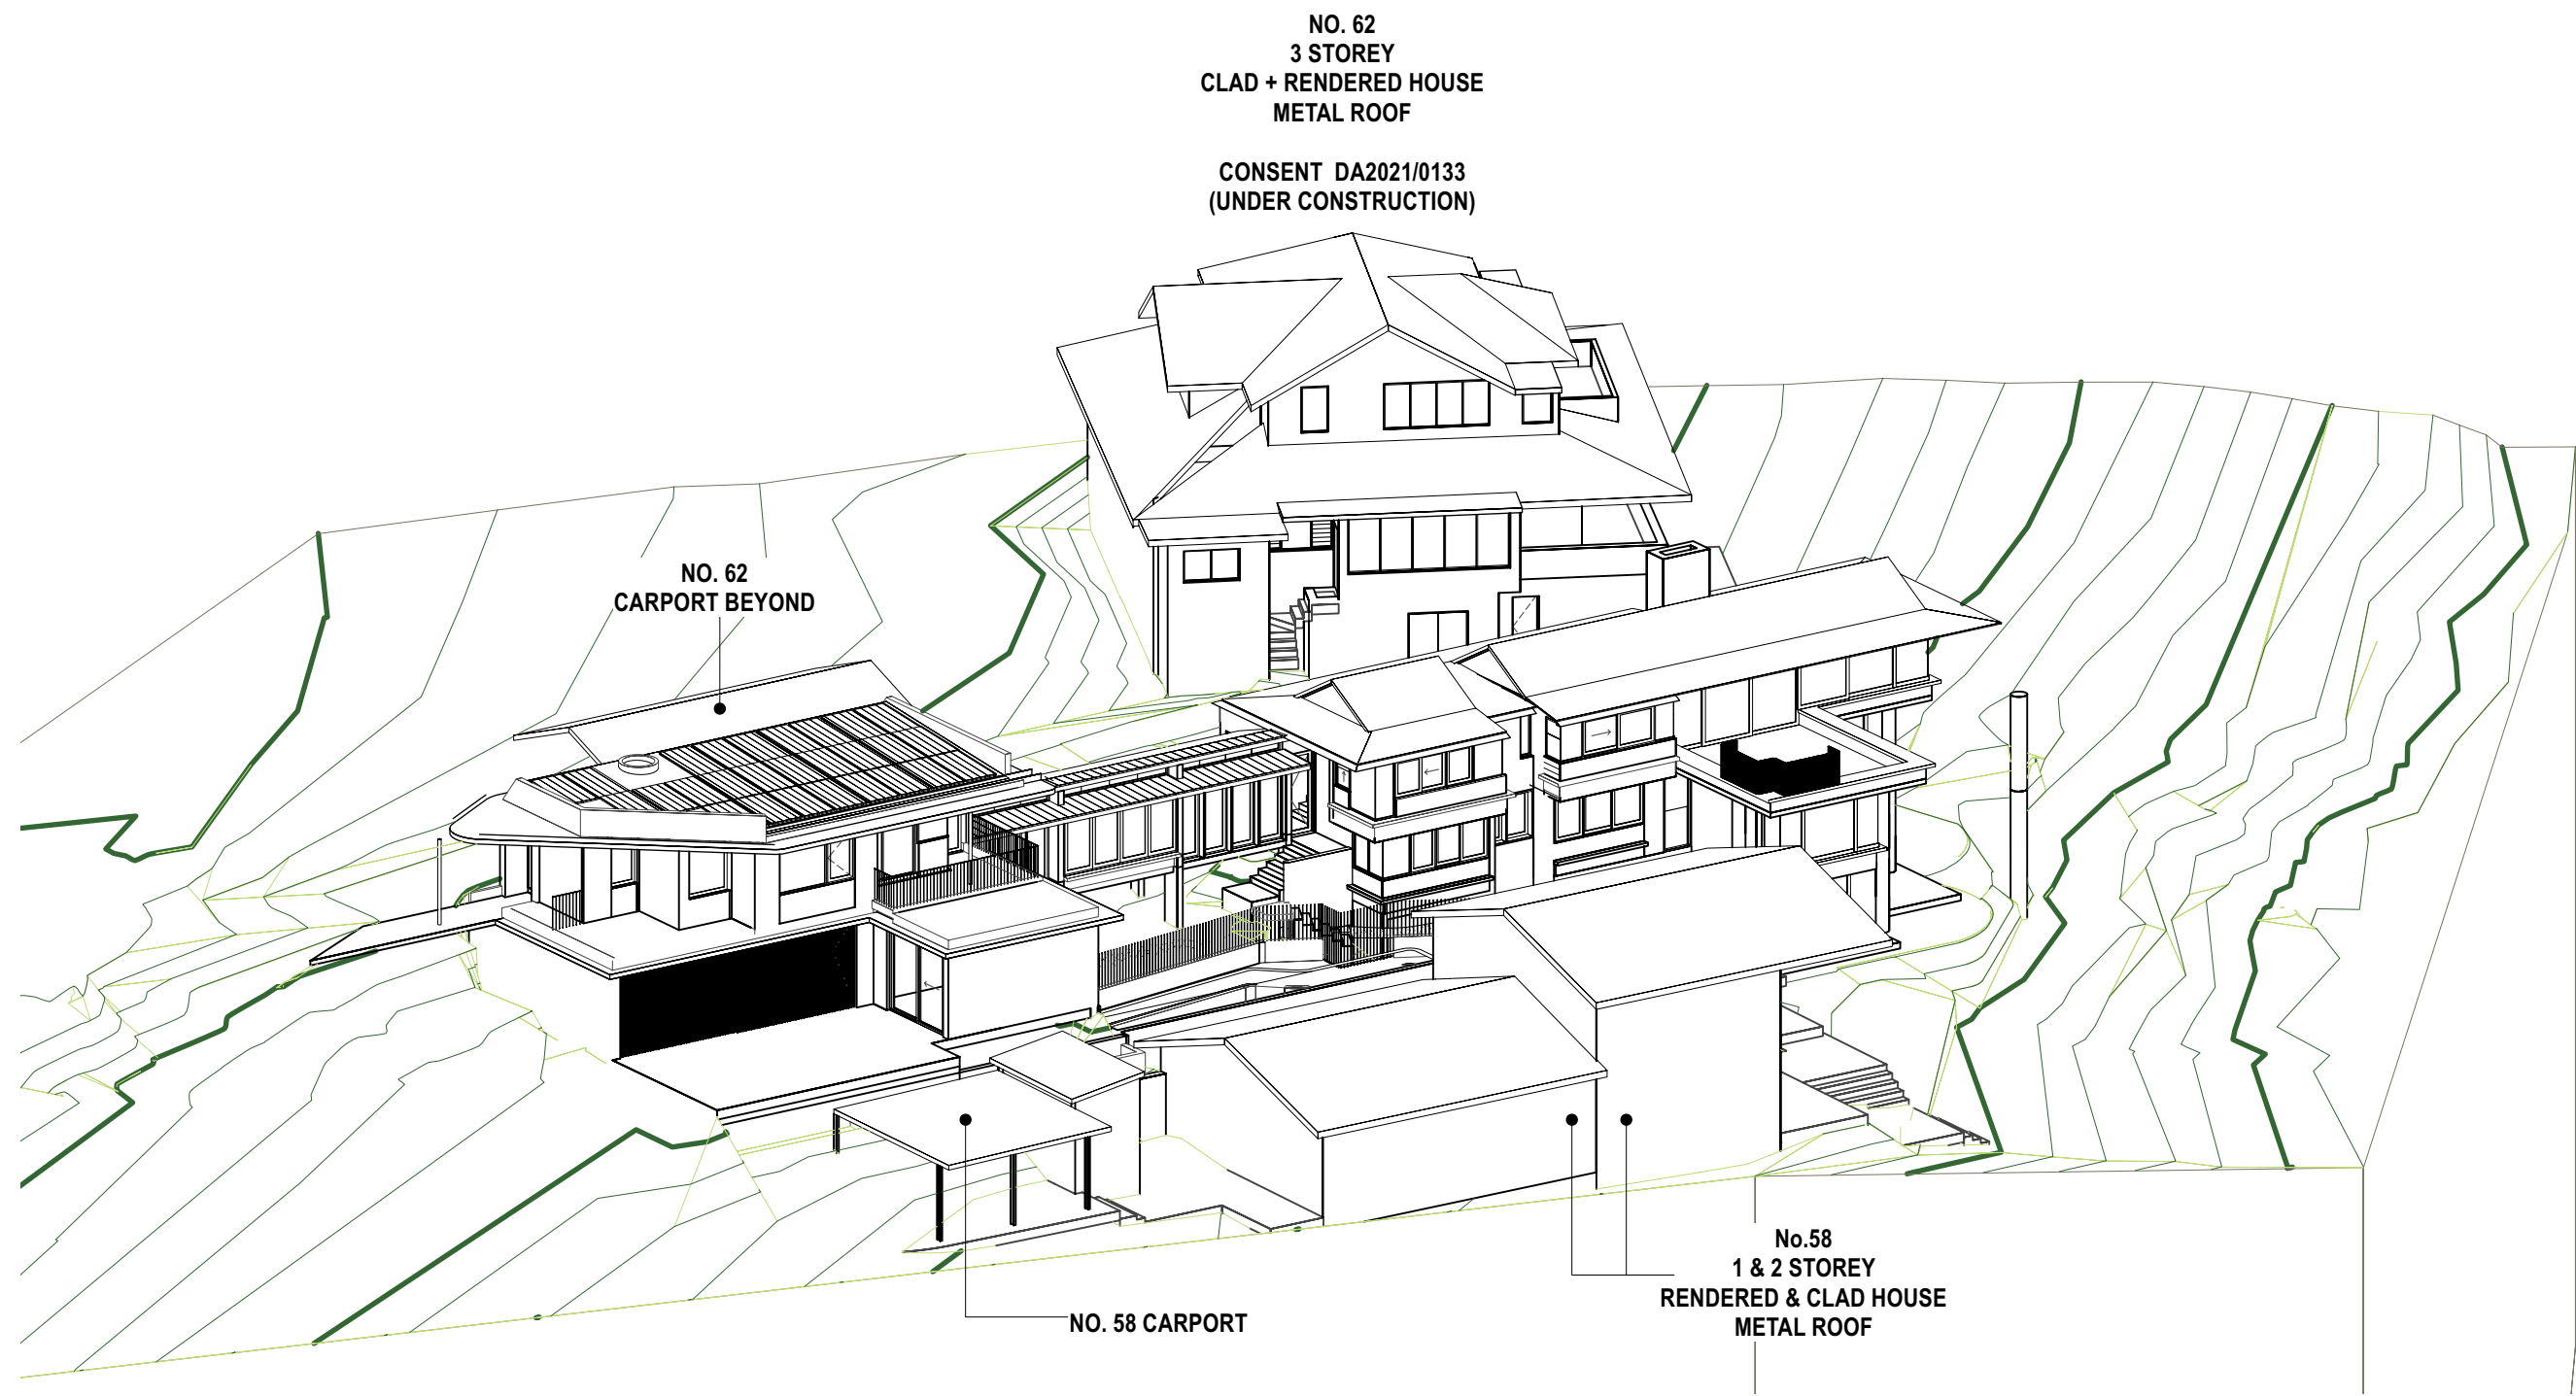 NO. 62
3 STOREY
CLAD + RENDERED HOUSE
METAL ROOF
CONSENT DA2021/0133
(UNDER CONSTRUCTION)
NO. 62
CARPORT BEYOND
No.58
1 & 2 STOREY
RENDERED & CLAD HOUSE
METAL ROOF
NO. 58 CARPORT